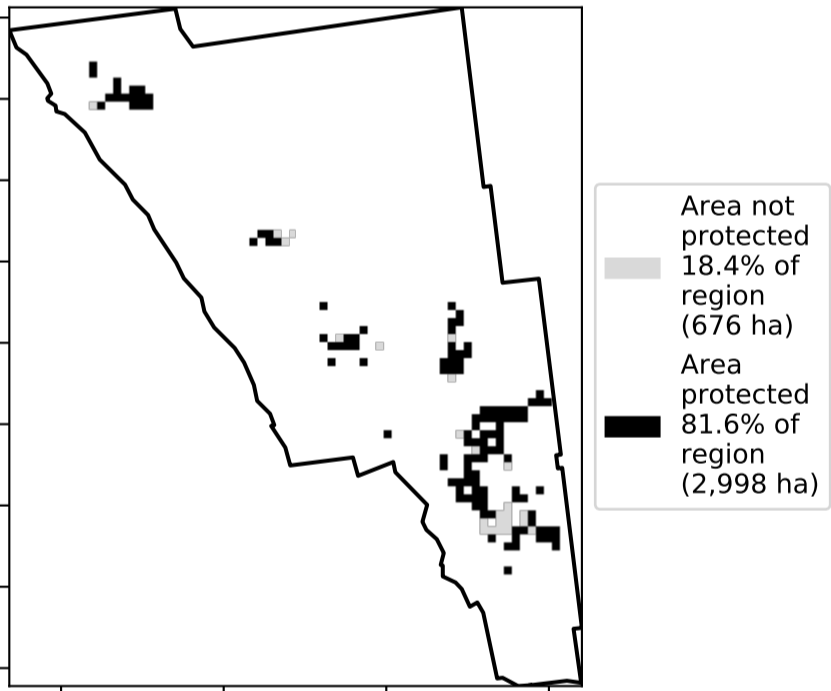 Area not
protected
18.4% of
region
(676 ha)
Area
protected
81.6% of
region
(2,998 ha)